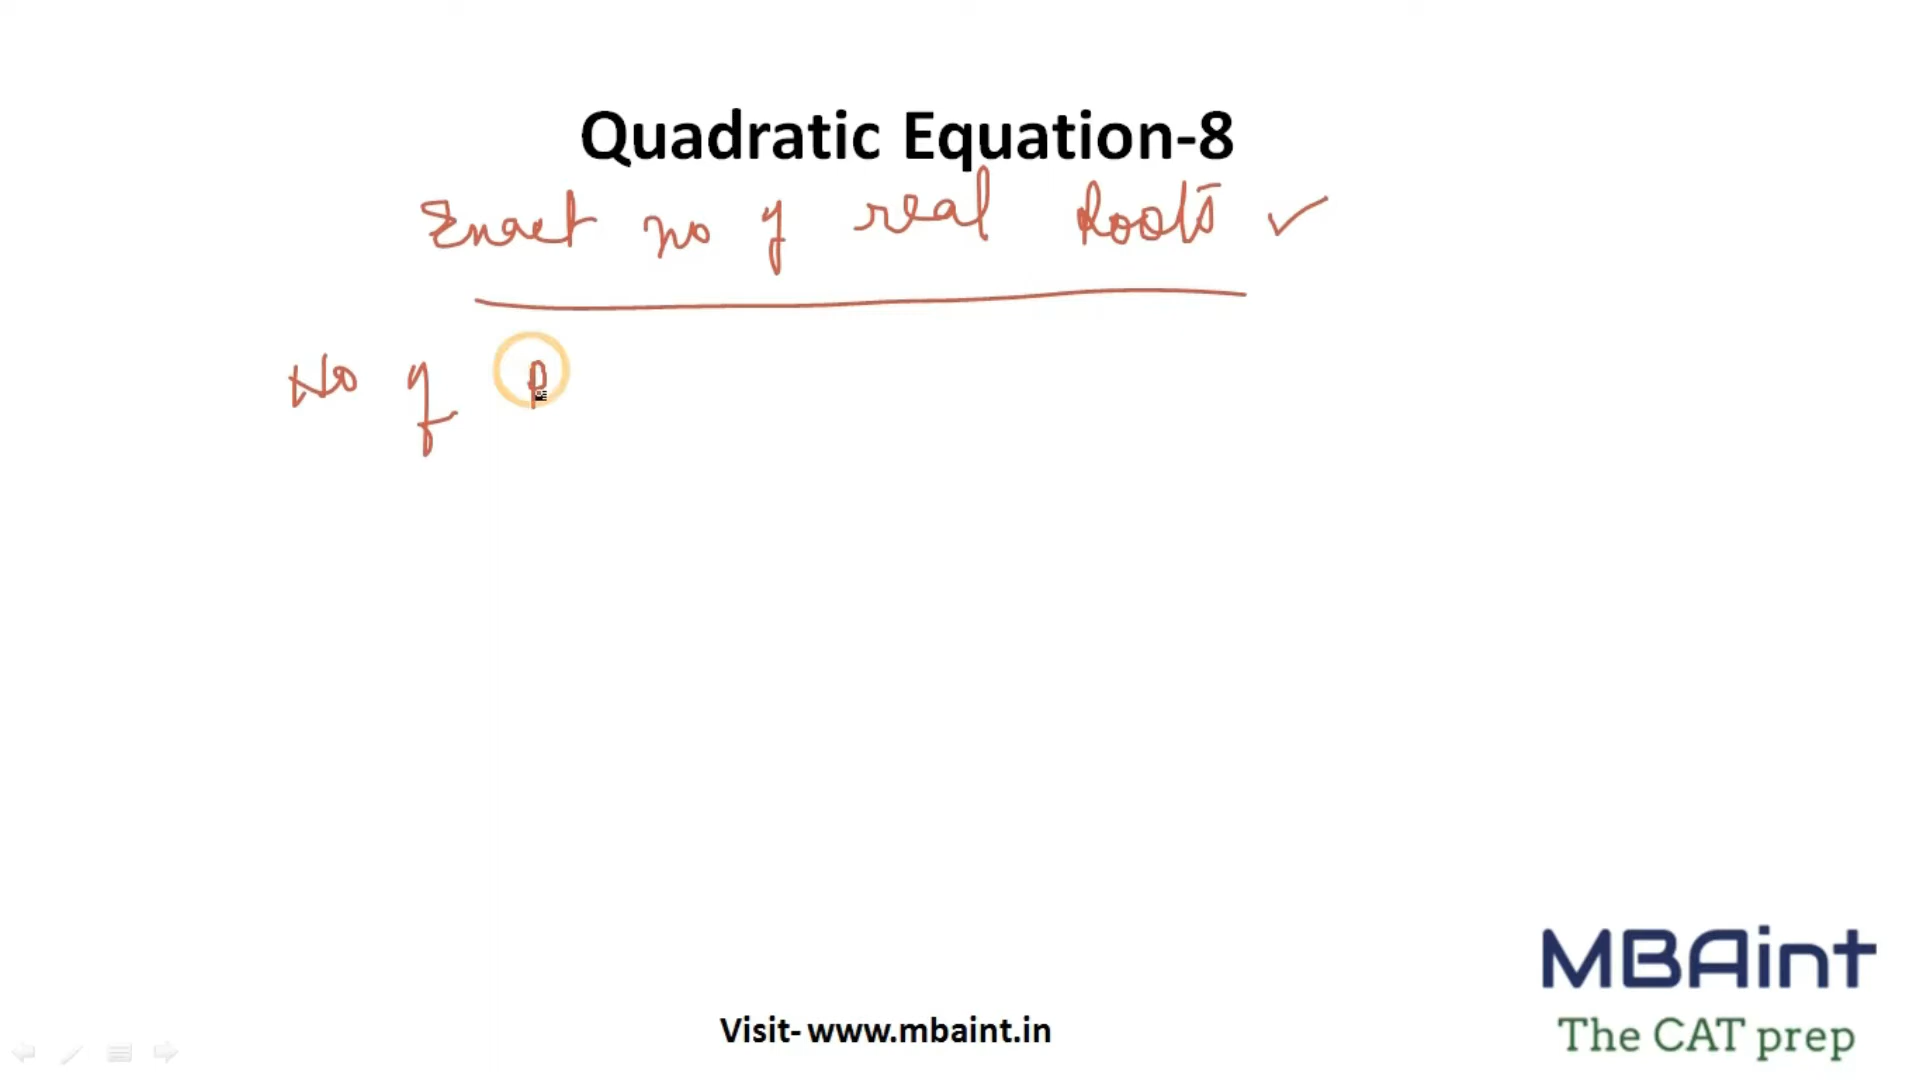 Quadratic Equation-8
Exact no of real Roots ✓
No of P
MBAint
The CAT prep
Visit- www.mbaint.in